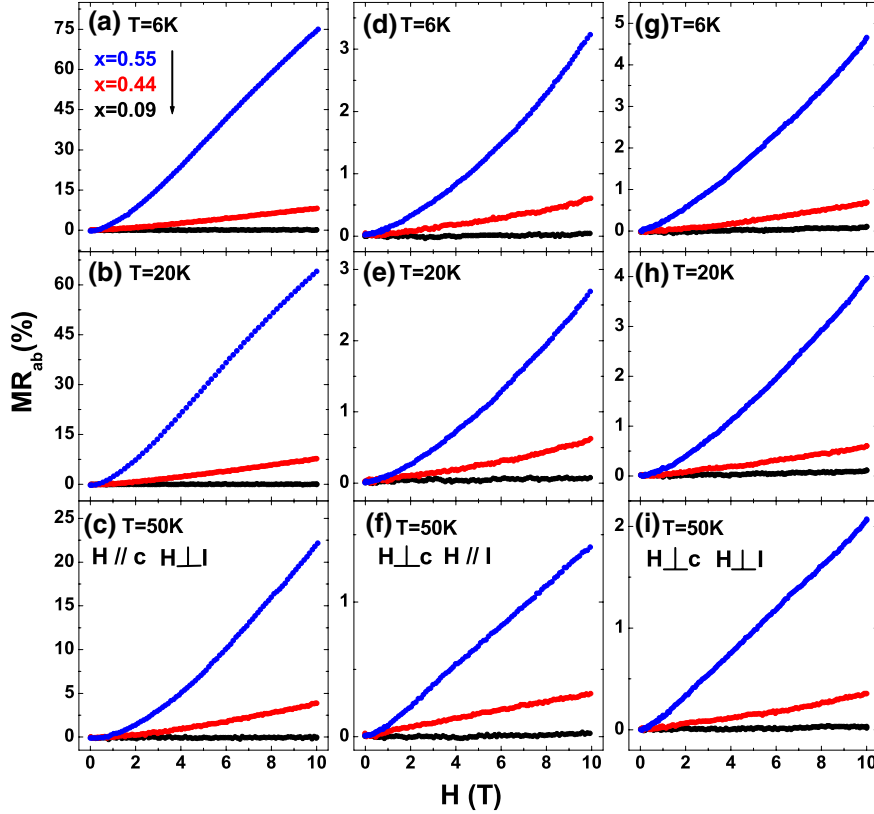 (a) T=6K
x=0.55
x=0.44
x=0.09
75
60
45
30
15
0
(d) T=6K
3
2
1
0
(g) T=6K
5
4
3
2
1
0
(b) T=20K
60
45
30
15
0
(e) T=20K
3
2
1
0
(h) T=20K
4
3
2
1
0
(c) T=50K
H // c H⊥I
25
20
15
10
5
0
0 2 4 6 8 10
(f) T=50K
H⊥c H // I
1
0
0 2 4 6 8 10
(i) T=50K
H⊥c H⊥I
2
1
0
0 2 4 6 8 10
MR_ab(%)
H (T)